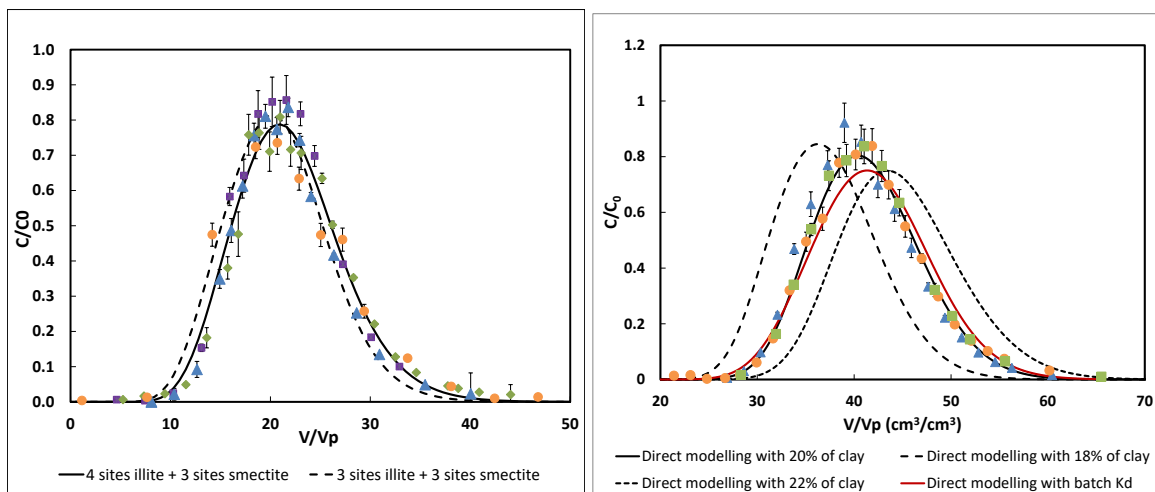 1.0
0.9
0.8
0.7
0.6
0.5
0.4
0.3
0.2
0.1
0.0
C/C0
0 10 20 30 40 50
V/Vp
4 sites illite + 3 sites smectite 3 sites illite + 3 sites smectite
1.2
1
0.8
0.6
0.4
0.2
0
C/C₀
20 30 40 50 60 70
V/Vp (cm³/cm³)
Direct modelling with 20% of clay Direct modelling with 18% of clay
Direct modelling with 22% of clay Direct modelling with batch Kd